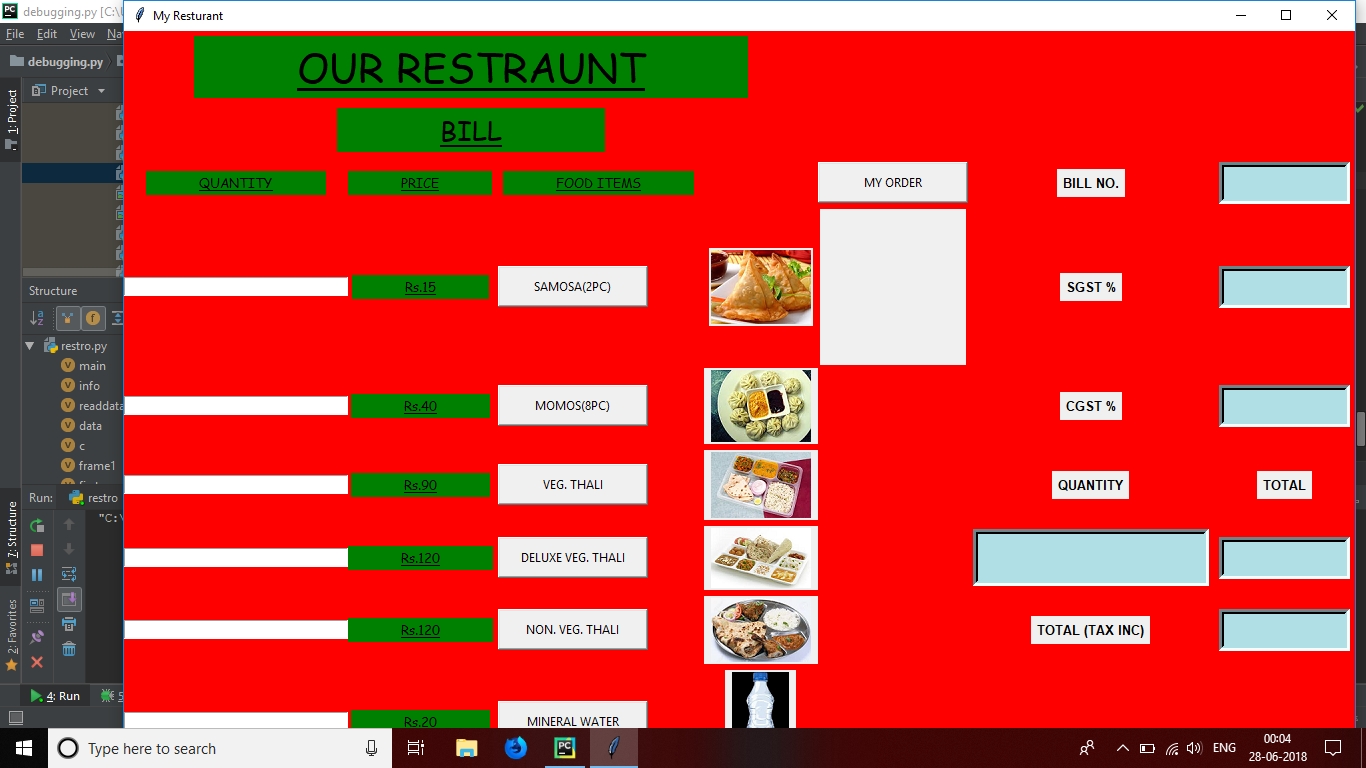 debugging.py [C:\U
My Resturant
File Edit View Na
debugging.py
Project
1: Project
OUR RESTRAUNT
BILL
QUANTITY PRICE FOOD ITEMS
MY ORDER
BILL NO.
Rs.15 SAMOSA(2PC)
SGST %
Structure
restro.py
main
info
readdata
data
c
frame1
Rs.40 MOMOS(8PC)
CGST %
Rs.90 VEG. THALI
QUANTITY TOTAL
Run: restro
"C:\
7: Structure
Rs.120 DELUXE VEG. THALI
2: Favorites
Rs.120 NON. VEG. THALI
TOTAL (TAX INC)
4: Run 5
Rs.20 MINERAL WATER
Type here to search
ENG
00:04
28-06-2018